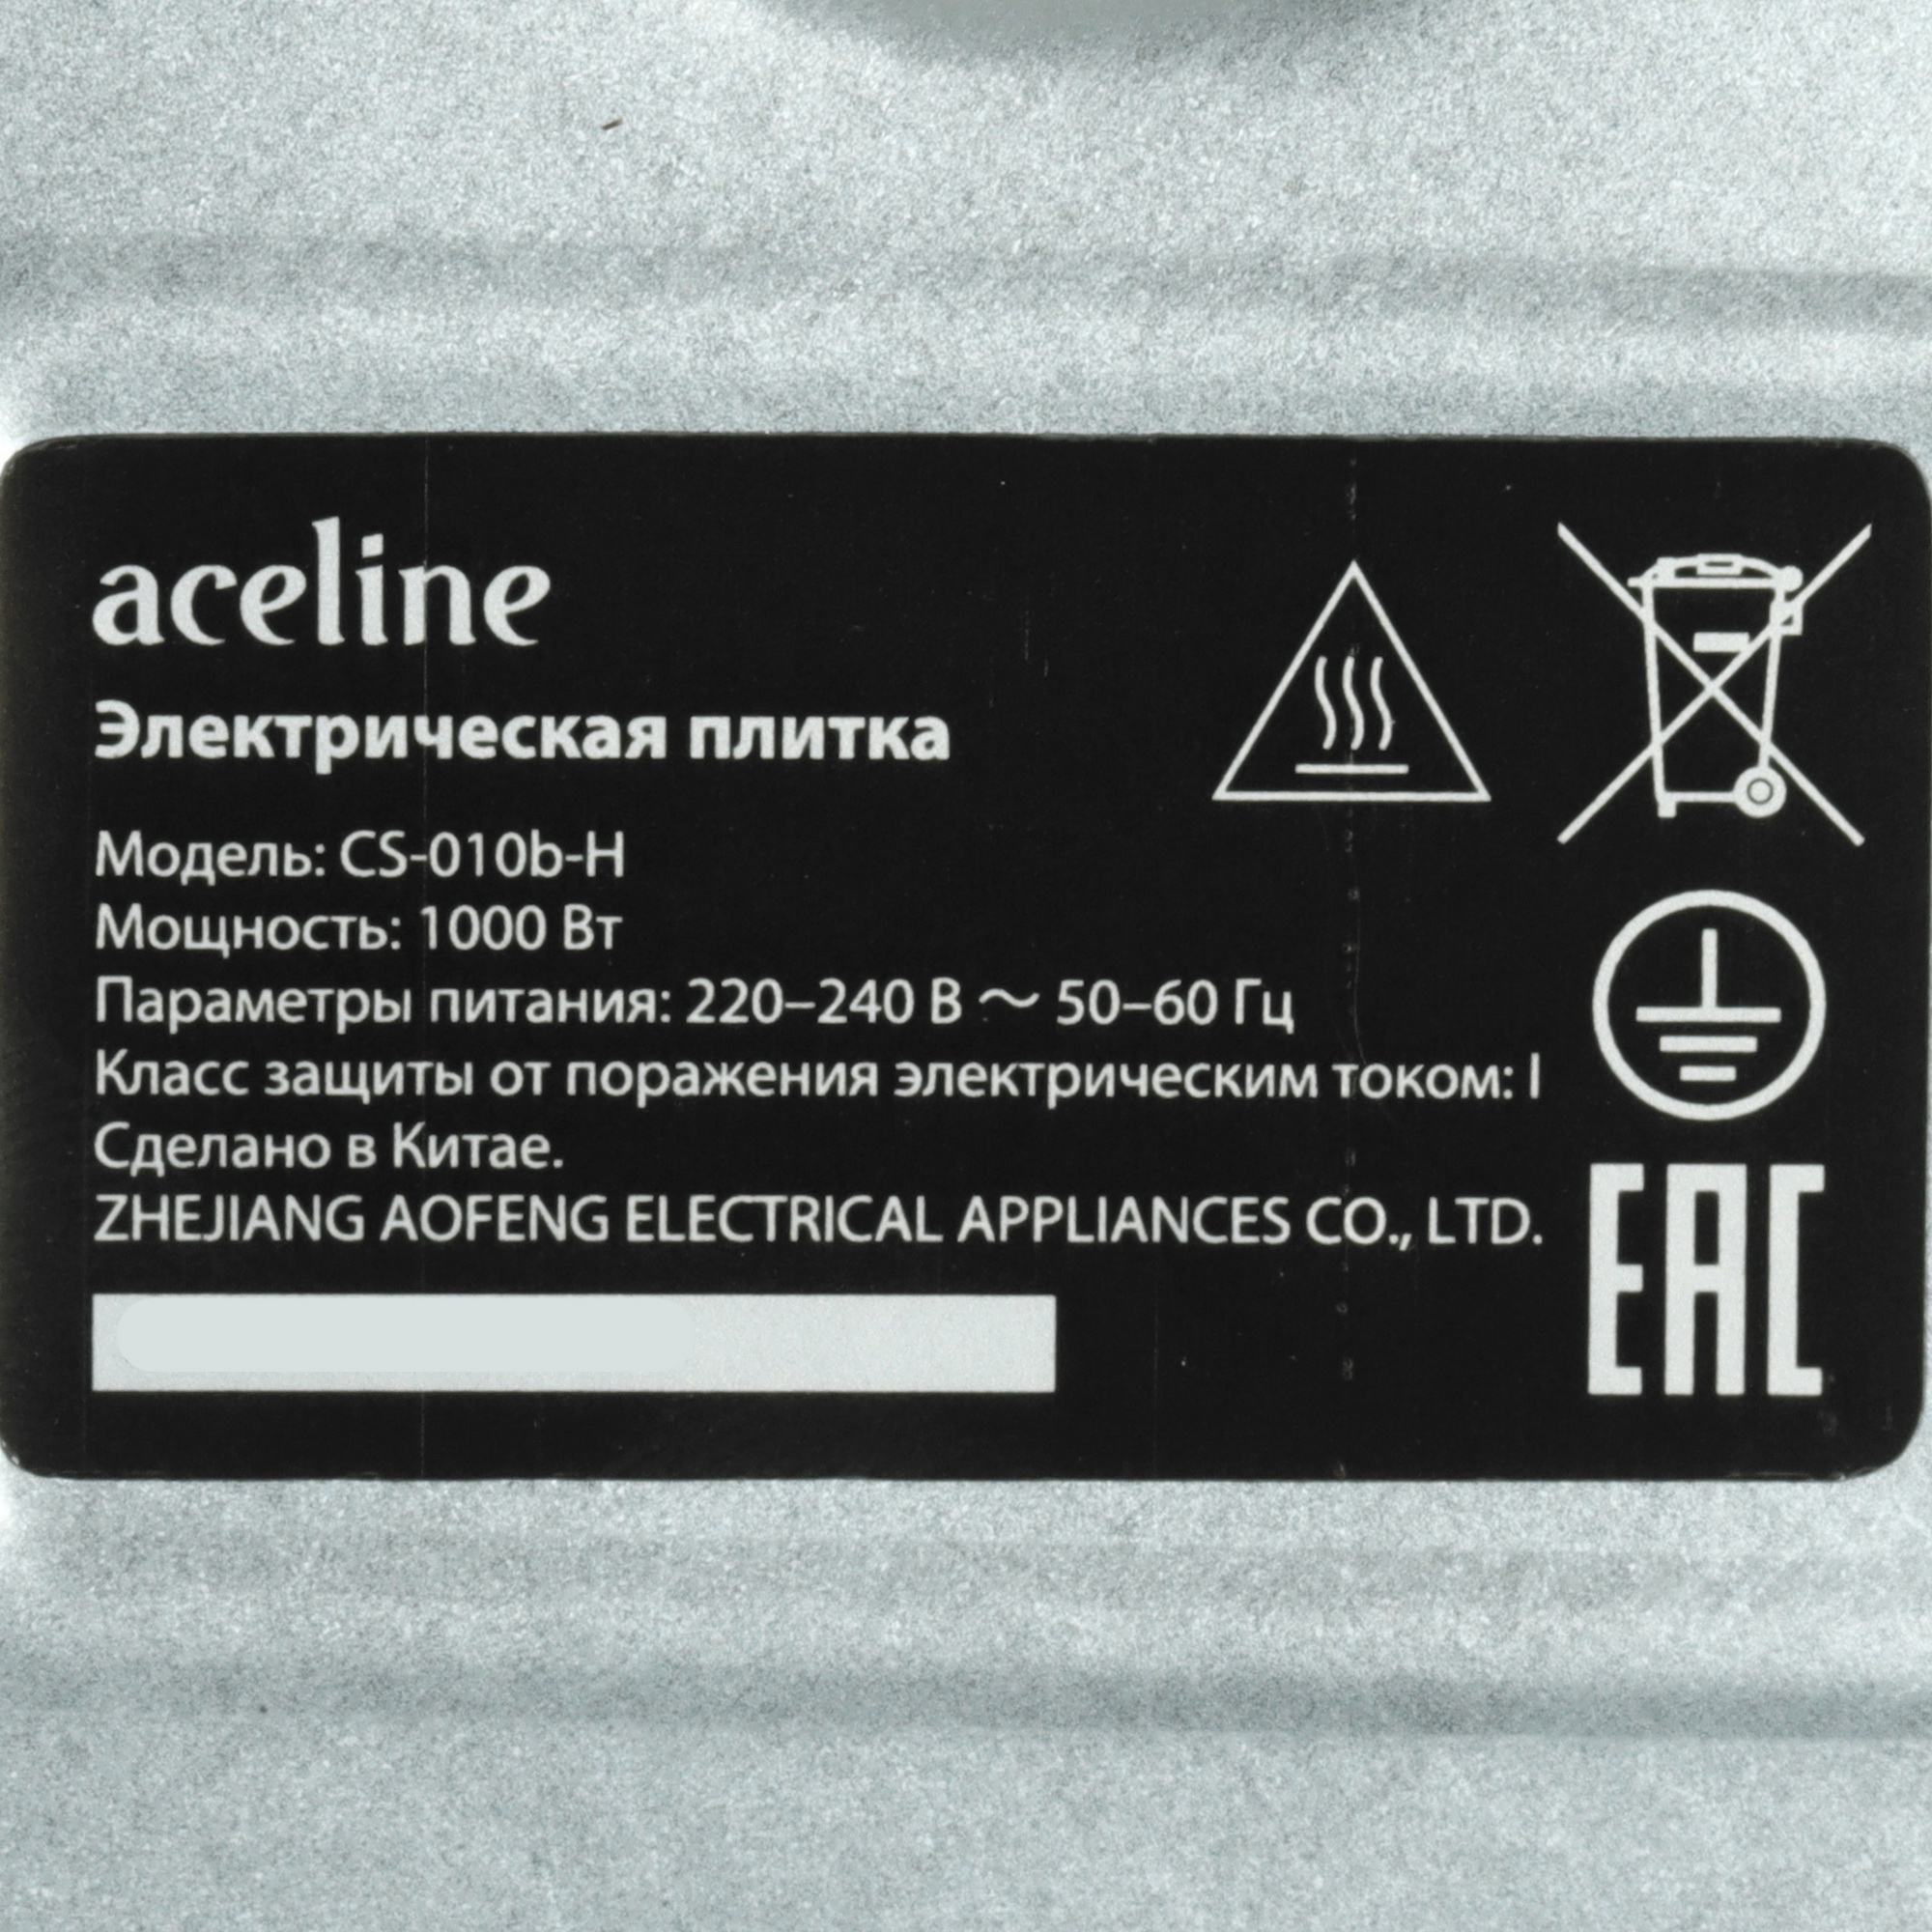 aceline
Электрическая плитка
Модель: CS-010b-H
Мощность: 1000 Вт
Параметры питания: 220–240 В ~ 50–60 Гц
Класс защиты от поражения электрическим током: I
Сделано в Китае.
ZHEJIANG AOFENG ELECTRICAL APPLIANCES CO., LTD.
EAC